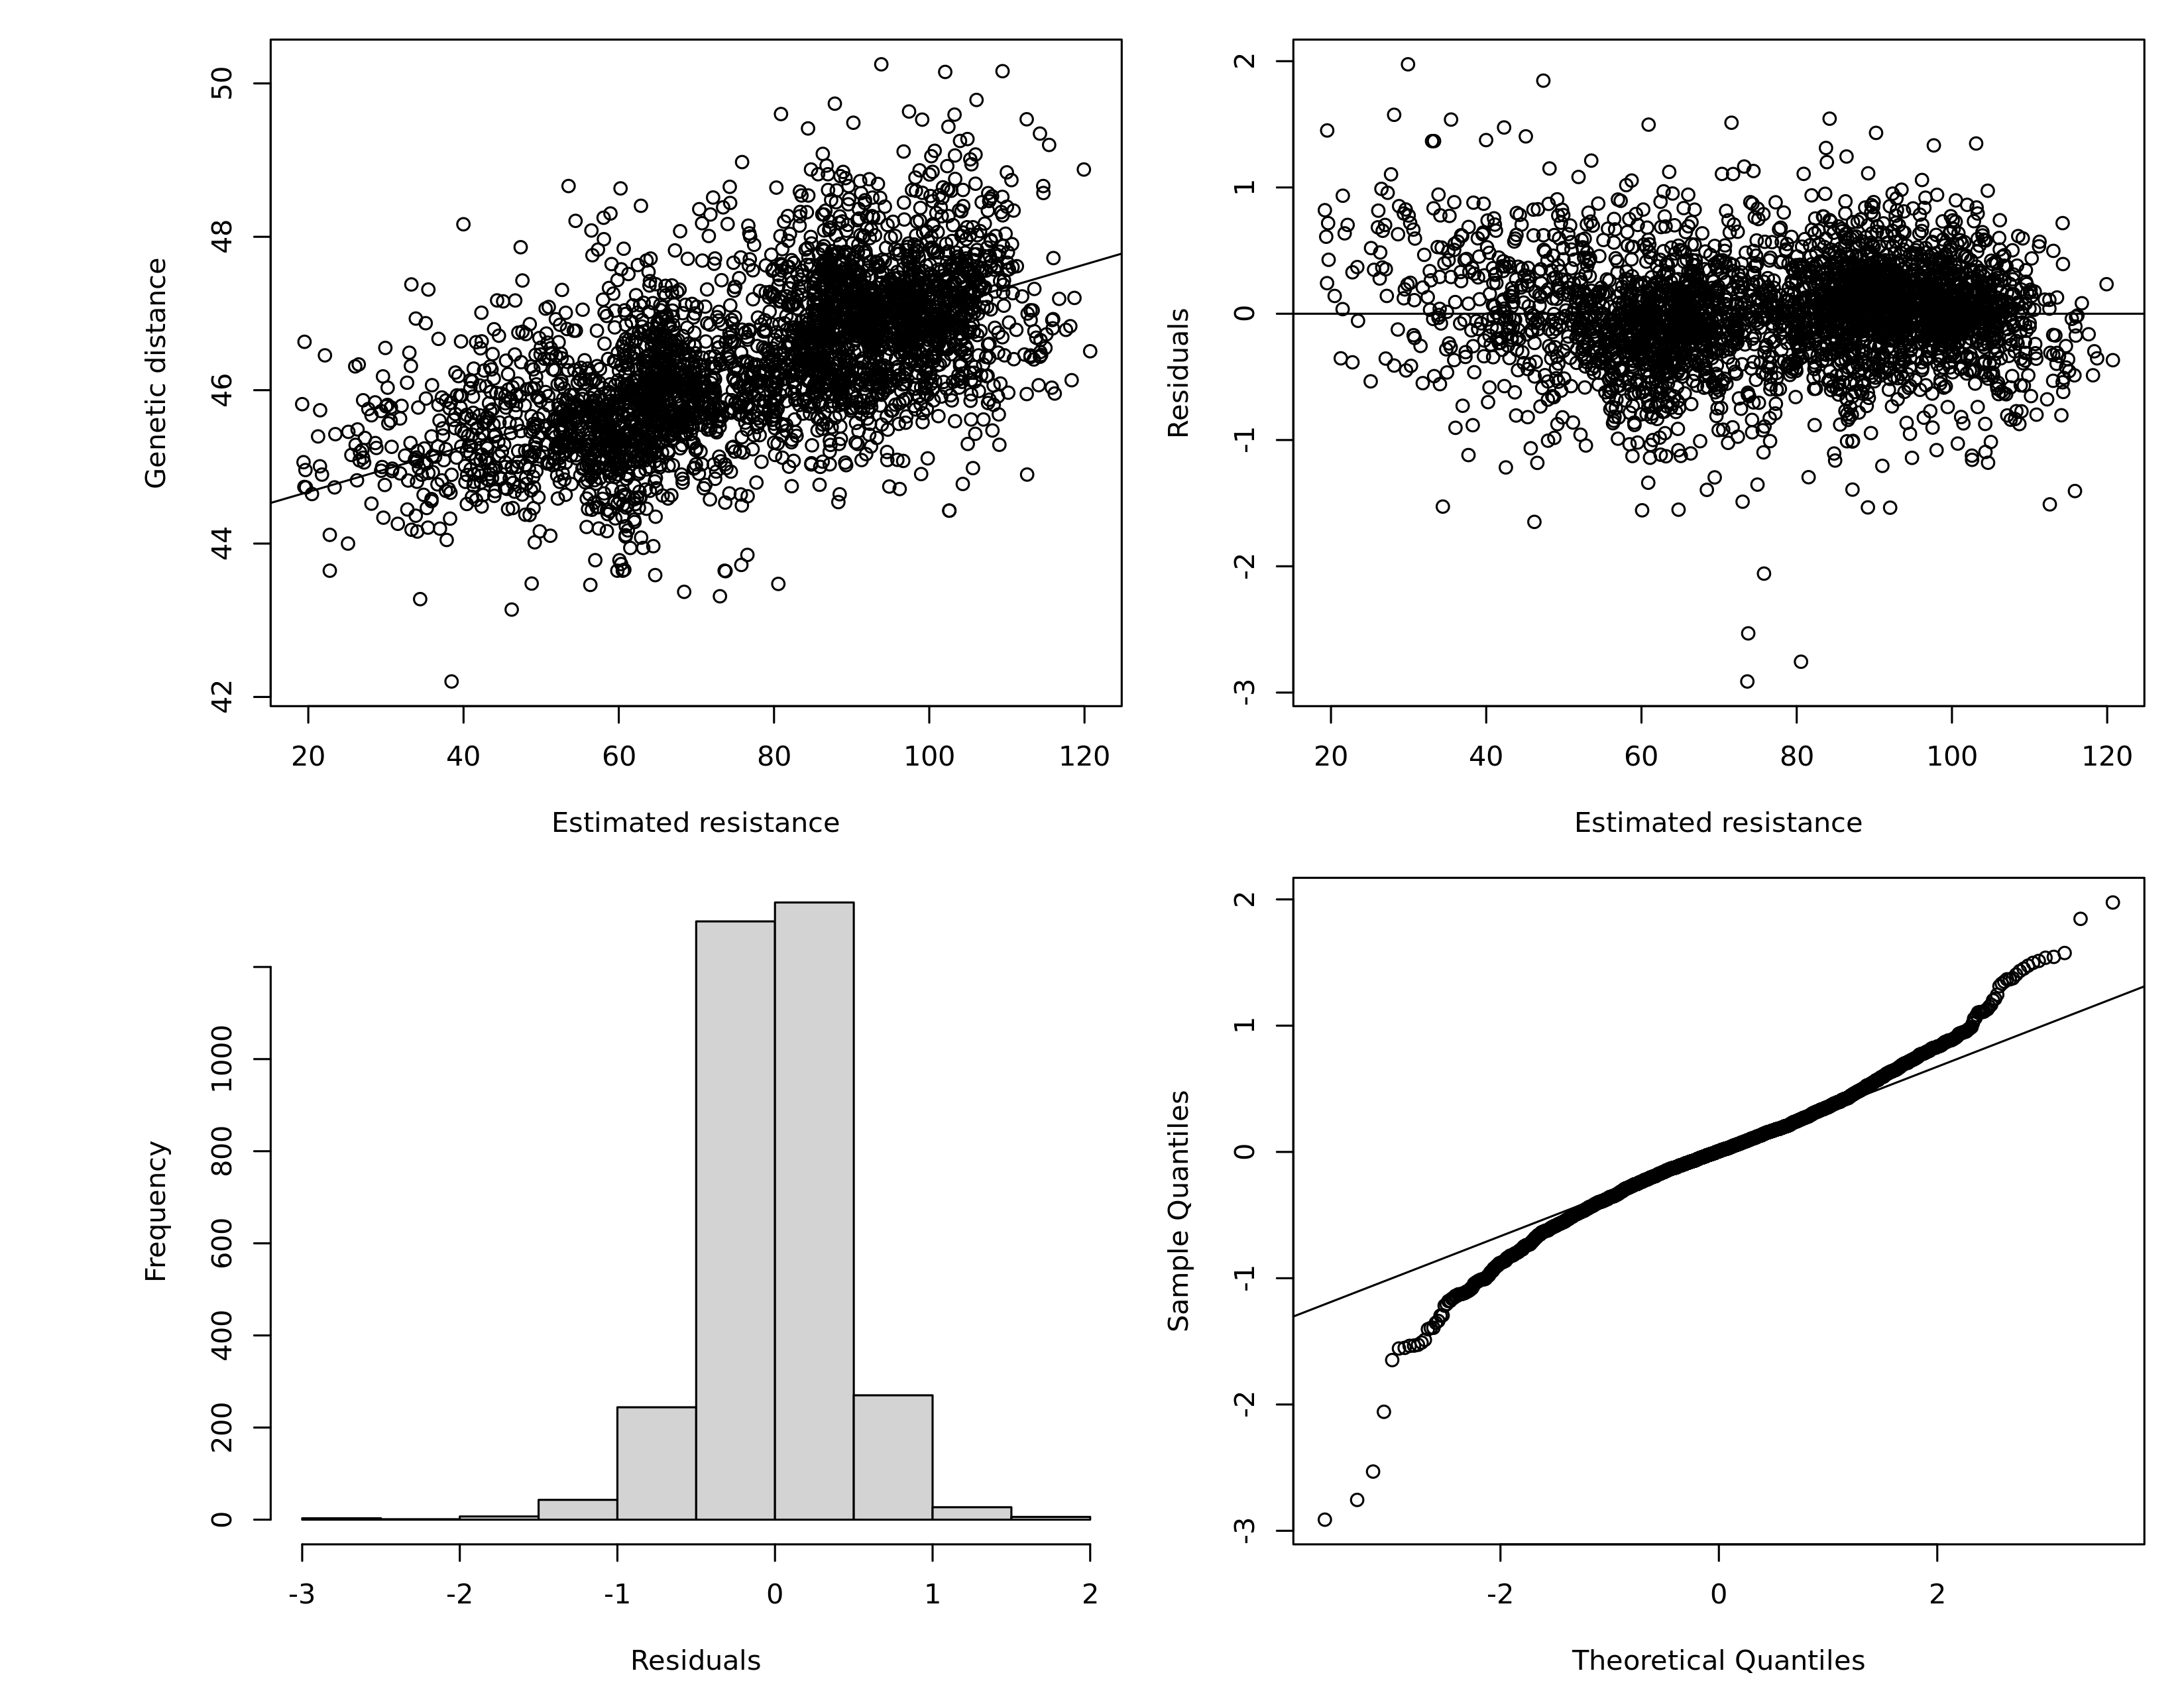 50
48
46
44
42
Genetic distance
20 40 60 80 100 120
Estimated resistance
2
1
0
-1
-2
-3
Residuals
20 40 60 80 100 120
Estimated resistance
1000
800
600
400
200
0
Frequency
-3 -2 -1 0 1 2
Residuals
2
1
0
-1
-2
-3
Sample Quantiles
-2 0 2
Theoretical Quantiles